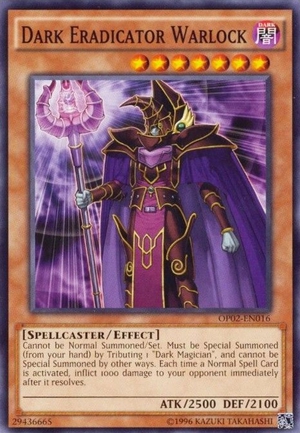 DARK ERADICATOR WARLOCK
DARK
闇
OP02-EN016
[SPELLCASTER/EFFECT]
Cannot be Normal Summoned/Set. Must be Special Summoned
(from your hand) by Tributing 1 "Dark Magician", and cannot
be Special Summoned by other ways. Each time a Normal Spell Card
is activated, inflict 1000 damage to your opponent immediately
after it resolves.
ATK/2500 DEF/2100
29436665
©1996 KAZUKI TAKAHASHI